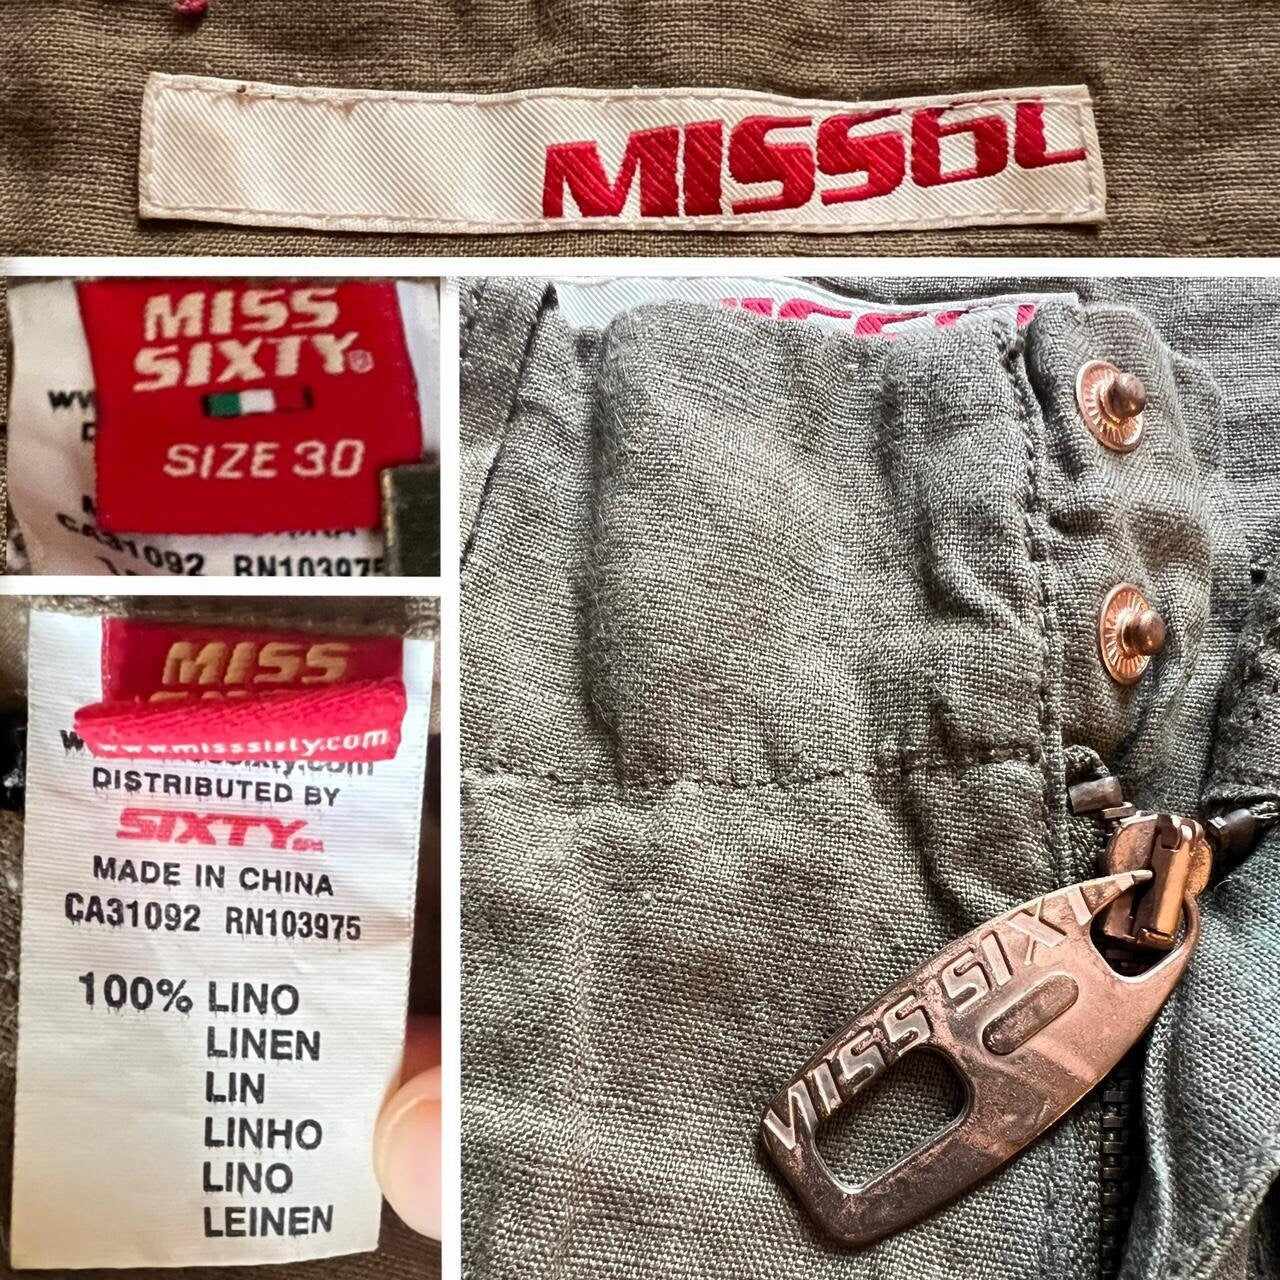 MISS6L
MISS
SIXTY®
SIZE 30
CA31092 RN103975
MISS
www.misssixty.com
DISTRIBUTED BY
SIXTY
MADE IN CHINA
CA31092 RN103975
100% LINO
LINEN
LIN
LINHO
LINO
LEINEN
MISS SIXT